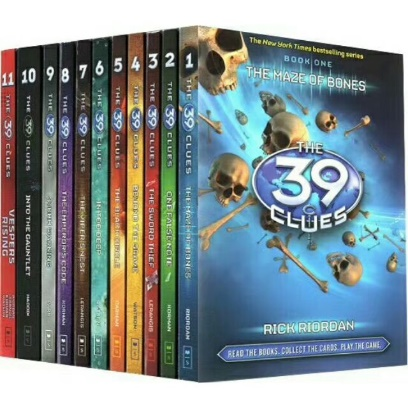 11
THE 39 CLUES
VESPERS RISING
10
THE 39 CLUES
INTO THE GAUNTLET
HADDIX
9
THE 39 CLUES
STORM WARNING
8
THE 39 CLUES
THE EMPEROR'S CODE
KORMAN
7
THE 39 CLUES
THE VIPER'S NEST
LERANGIS
6
THE 39 CLUES
IN TOO DEEP
5
THE 39 CLUES
THE BLACK CIRCLE
4
THE 39 CLUES
BEYOND THE GRAVE
WATSON
3
THE 39 CLUES
THE SWORD THIEF
LERANGIS
2
THE 39 CLUES
ONE FALSE NOTE
KORMAN
1
THE 39 CLUES
THE MAZE OF BONES
RIORDAN
The New York Times bestselling series
BOOK ONE
THE MAZE OF BONES
THE
39
CLUES
RICK RIORDAN
READ THE BOOKS. COLLECT THE CARDS. PLAY THE GAME.